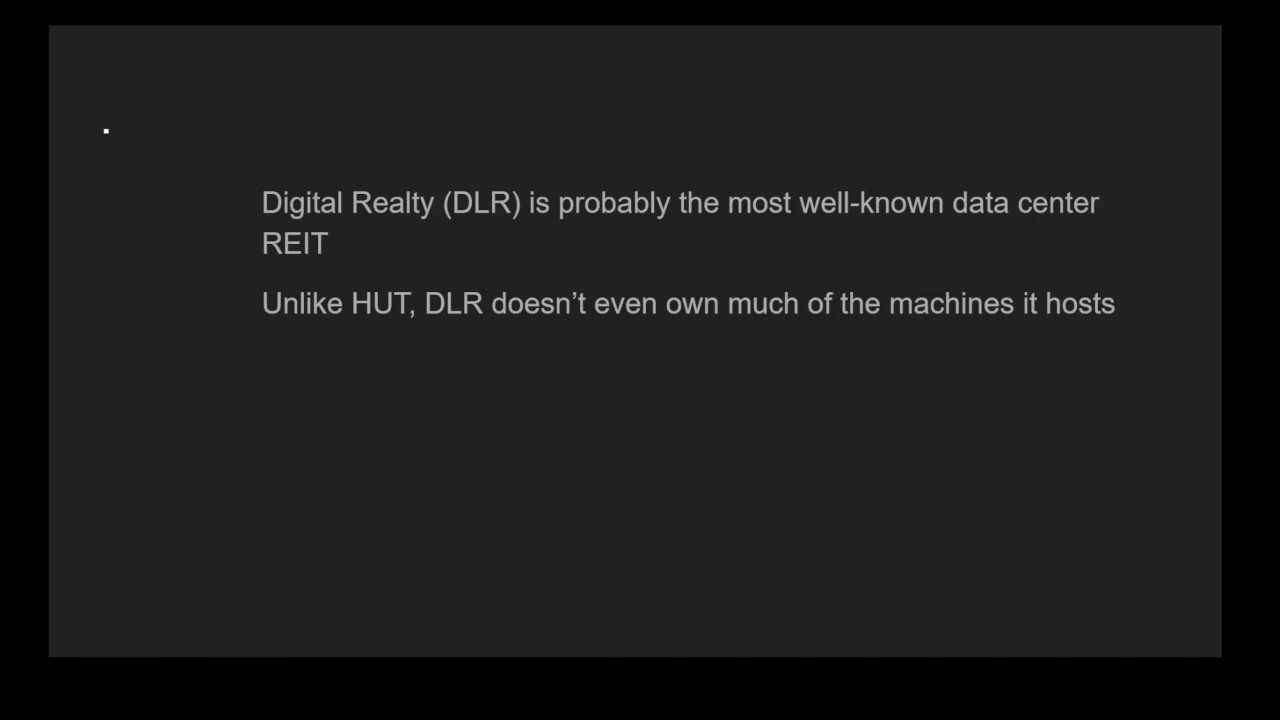 .
Digital Realty (DLR) is probably the most well-known data center
REIT
Unlike HUT, DLR doesn’t even own much of the machines it hosts